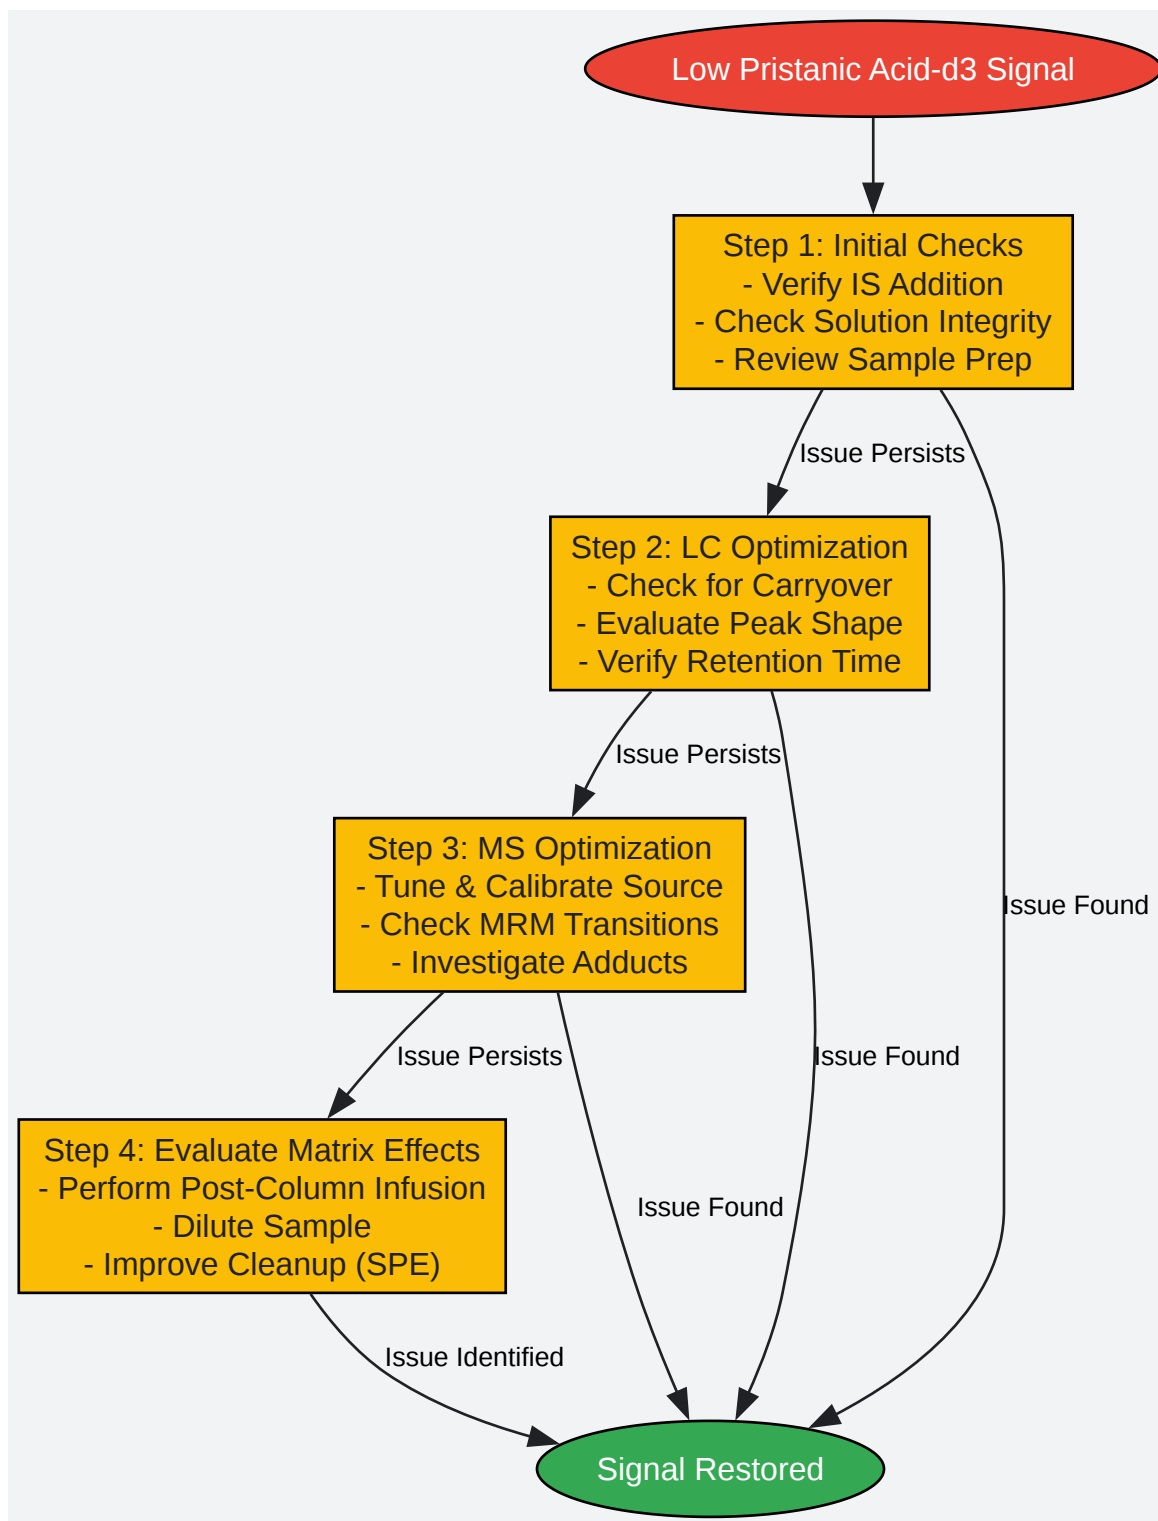 Low Pristanic Acid-d3 Signal
Step 1: Initial Checks
- Verify IS Addition
- Check Solution Integrity
- Review Sample Prep
Issue Persists
Step 2: LC Optimization
- Check for Carryover
- Evaluate Peak Shape
- Verify Retention Time
Issue Persists
Step 3: MS Optimization
- Tune & Calibrate Source
- Check MRM Transitions
- Investigate Adducts
Issue Found
Issue Persists
Issue Found
Step 4: Evaluate Matrix Effects
- Perform Post-Column Infusion
- Dilute Sample
- Improve Cleanup (SPE)
Issue Found
Issue Identified
Signal Restored